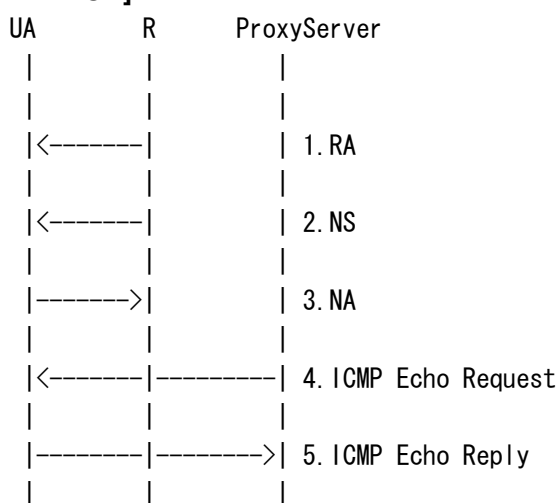 UA R ProxyServer
| | |
| | |
|<-------| | 1.RA
| | |
|<-------| | 2.NS
| | |
|------->| | 3.NA
| | |
|<-------|---------| 4.ICMP Echo Request
| | |
|--------|-------->| 5.ICMP Echo Reply
| | |